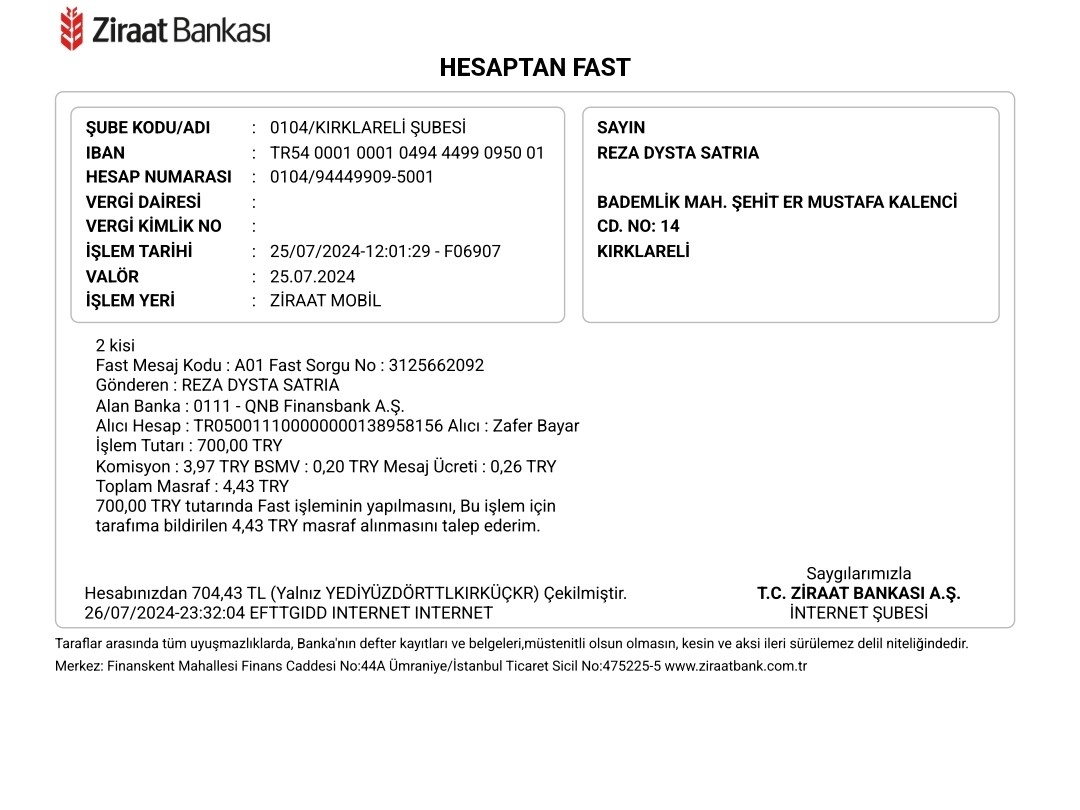 Ziraat Bankası
HESAPTAN FAST
ŞUBE KODU/ADI : 0104/KIRKLARELİ ŞUBESİ
IBAN : TR54 0001 0001 0494 4499 0950 01
HESAP NUMARASI : 0104/94449909-5001
VERGİ DAİRESİ :
VERGİ KİMLİK NO :
İŞLEM TARİHİ : 25/07/2024-12:01:29 - F06907
VALÖR : 25.07.2024
İŞLEM YERİ : ZİRAAT MOBİL
SAYIN
REZA DYSTA SATRIA
BADEMLİK MAH. ŞEHİT ER MUSTAFA KALENCİ
CD. NO: 14
KIRKLARELİ
2 kisi
Fast Mesaj Kodu : A01 Fast Sorgu No : 3125662092
Gönderen : REZA DYSTA SATRIA
Alan Banka : 0111 - QNB Finansbank A.Ş.
Alıcı Hesap : TR050011100000000138958156 Alıcı : Zafer Bayar
İşlem Tutarı : 700,00 TRY
Komisyon : 3,97 TRY BSMV : 0,20 TRY Mesaj Ücreti : 0,26 TRY
Toplam Masraf : 4,43 TRY
700,00 TRY tutarında Fast işleminin yapılmasını, Bu işlem için
tarafıma bildirilen 4,43 TRY masraf alınmasını talep ederim.
Hesabınızdan 704,43 TL (Yalnız YEDİYÜZDÖRTTLKIRKÜÇKR) Çekilmiştir.
26/07/2024-23:32:04 EFTTGIDD INTERNET INTERNET
Saygılarımızla
T.C. ZİRAAT BANKASI A.Ş.
İNTERNET ŞUBESİ
Taraflar arasında tüm uyuşmazlıklarda, Banka'nın defter kayıtları ve belgeleri,müstenitli olsun olmasın, kesin ve aksi ileri sürülemez delil niteliğindedir.
Merkez: Finanskent Mahallesi Finans Caddesi No:44A Ümraniye/İstanbul Ticaret Sicil No:475225-5 www.ziraatbank.com.tr